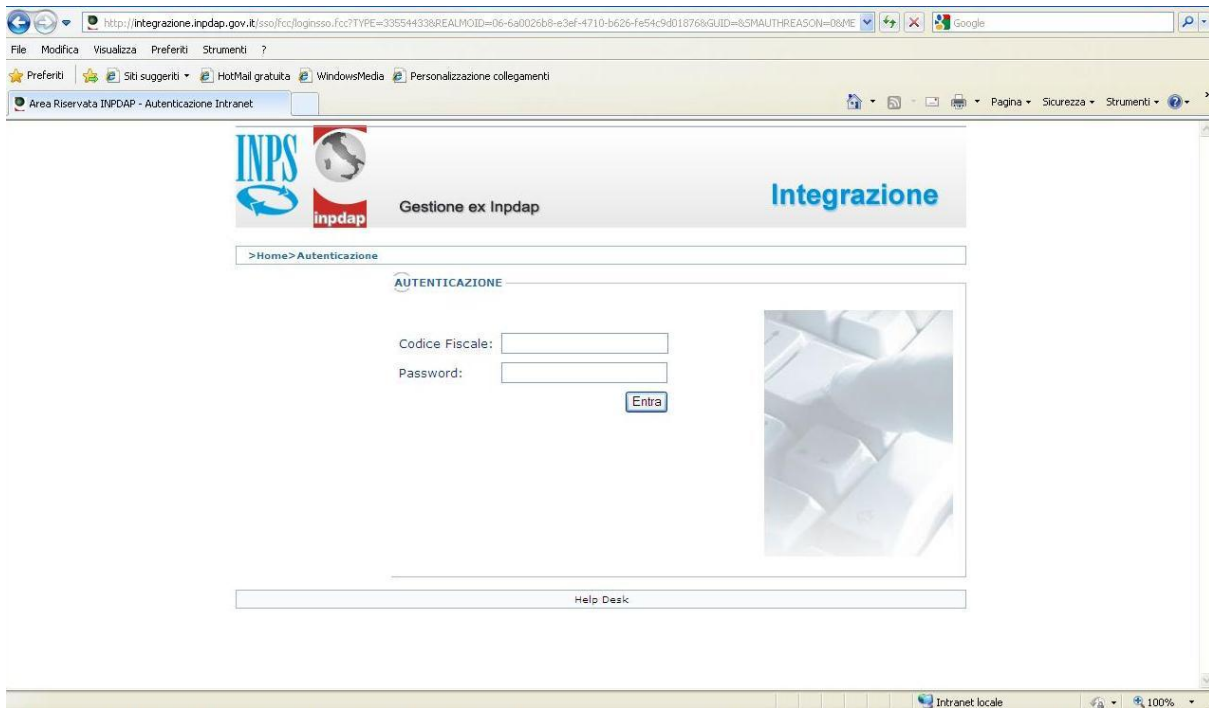 http://integrazione.inpdap.gov.it/sso/fcc/loginsso.fcc?TYPE=33554433&REALMOID=06-6a0026b8-e3ef-4710-b626-fe54c9d01876&GUID=&SMAUTHREASON=0&ME
Google
File Modifica Visualizza Preferiti Strumenti ?
Preferiti Siti suggeriti HotMail gratuita WindowsMedia Personalizzazione collegamenti
Area Riservata INPDAP - Autenticazione Intranet
Pagina Sicurezza Strumenti
INPS
inpdap
Gestione ex Inpdap
Integrazione
>Home>Autenticazione
AUTENTICAZIONE
Codice Fiscale:
Password:
Entra
Help Desk
Intranet locale 100%